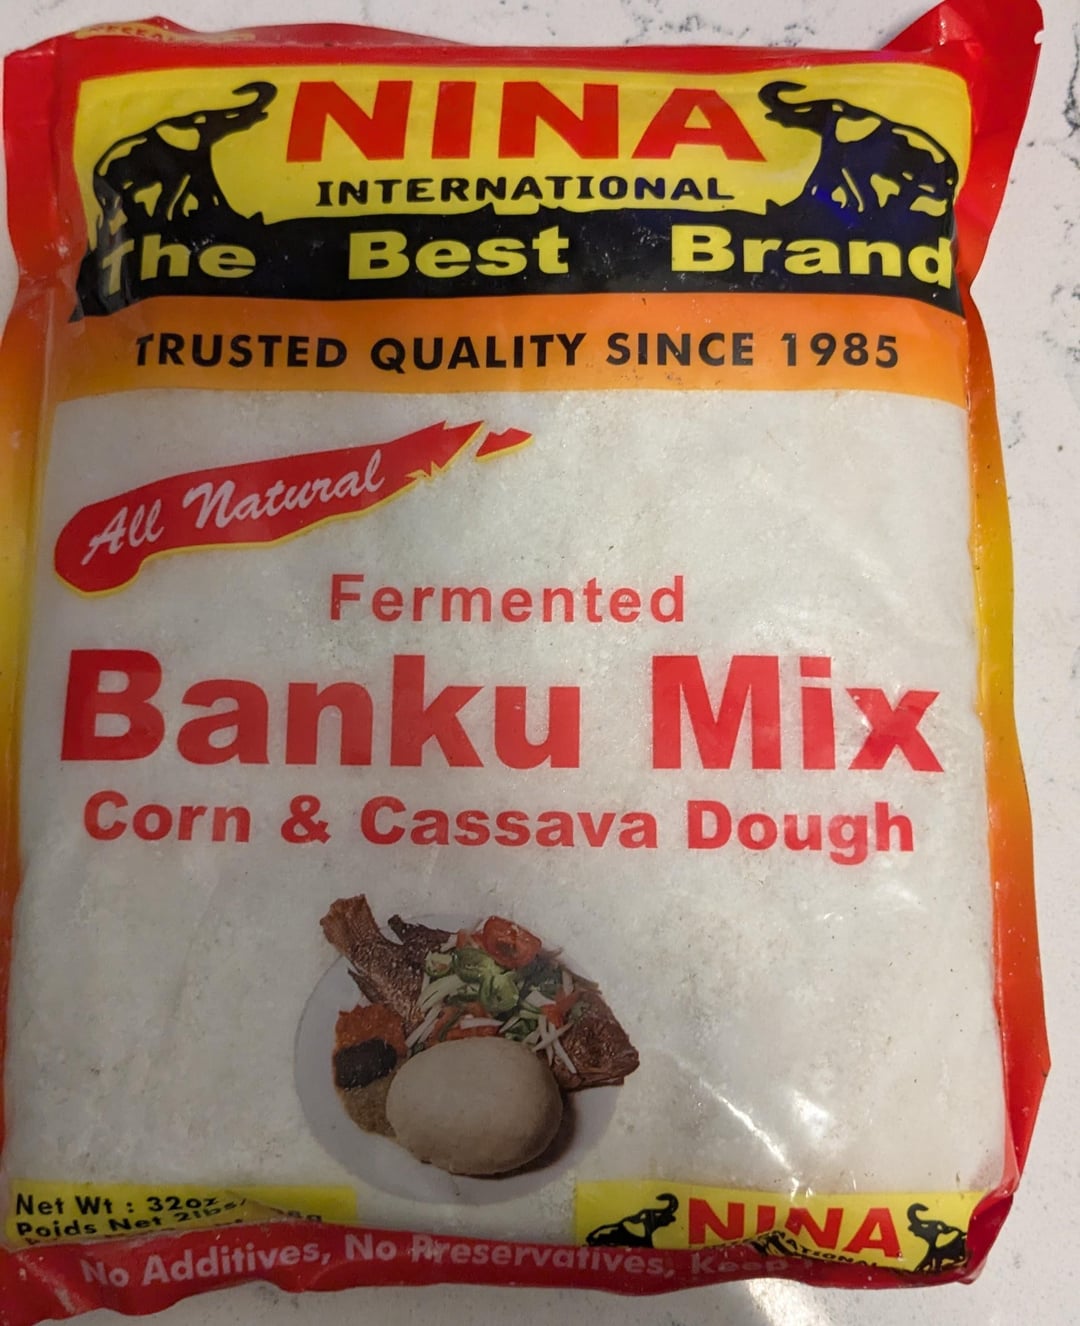 NINA
INTERNATIONAL
The Best Brand
TRUSTED QUALITY SINCE 1985
All Natural
Fermented
Banku Mix
Corn & Cassava Dough
Net Wt : 32oz
Poids Net 2lbs
NINA
No Additives, No Preservatives, Keep